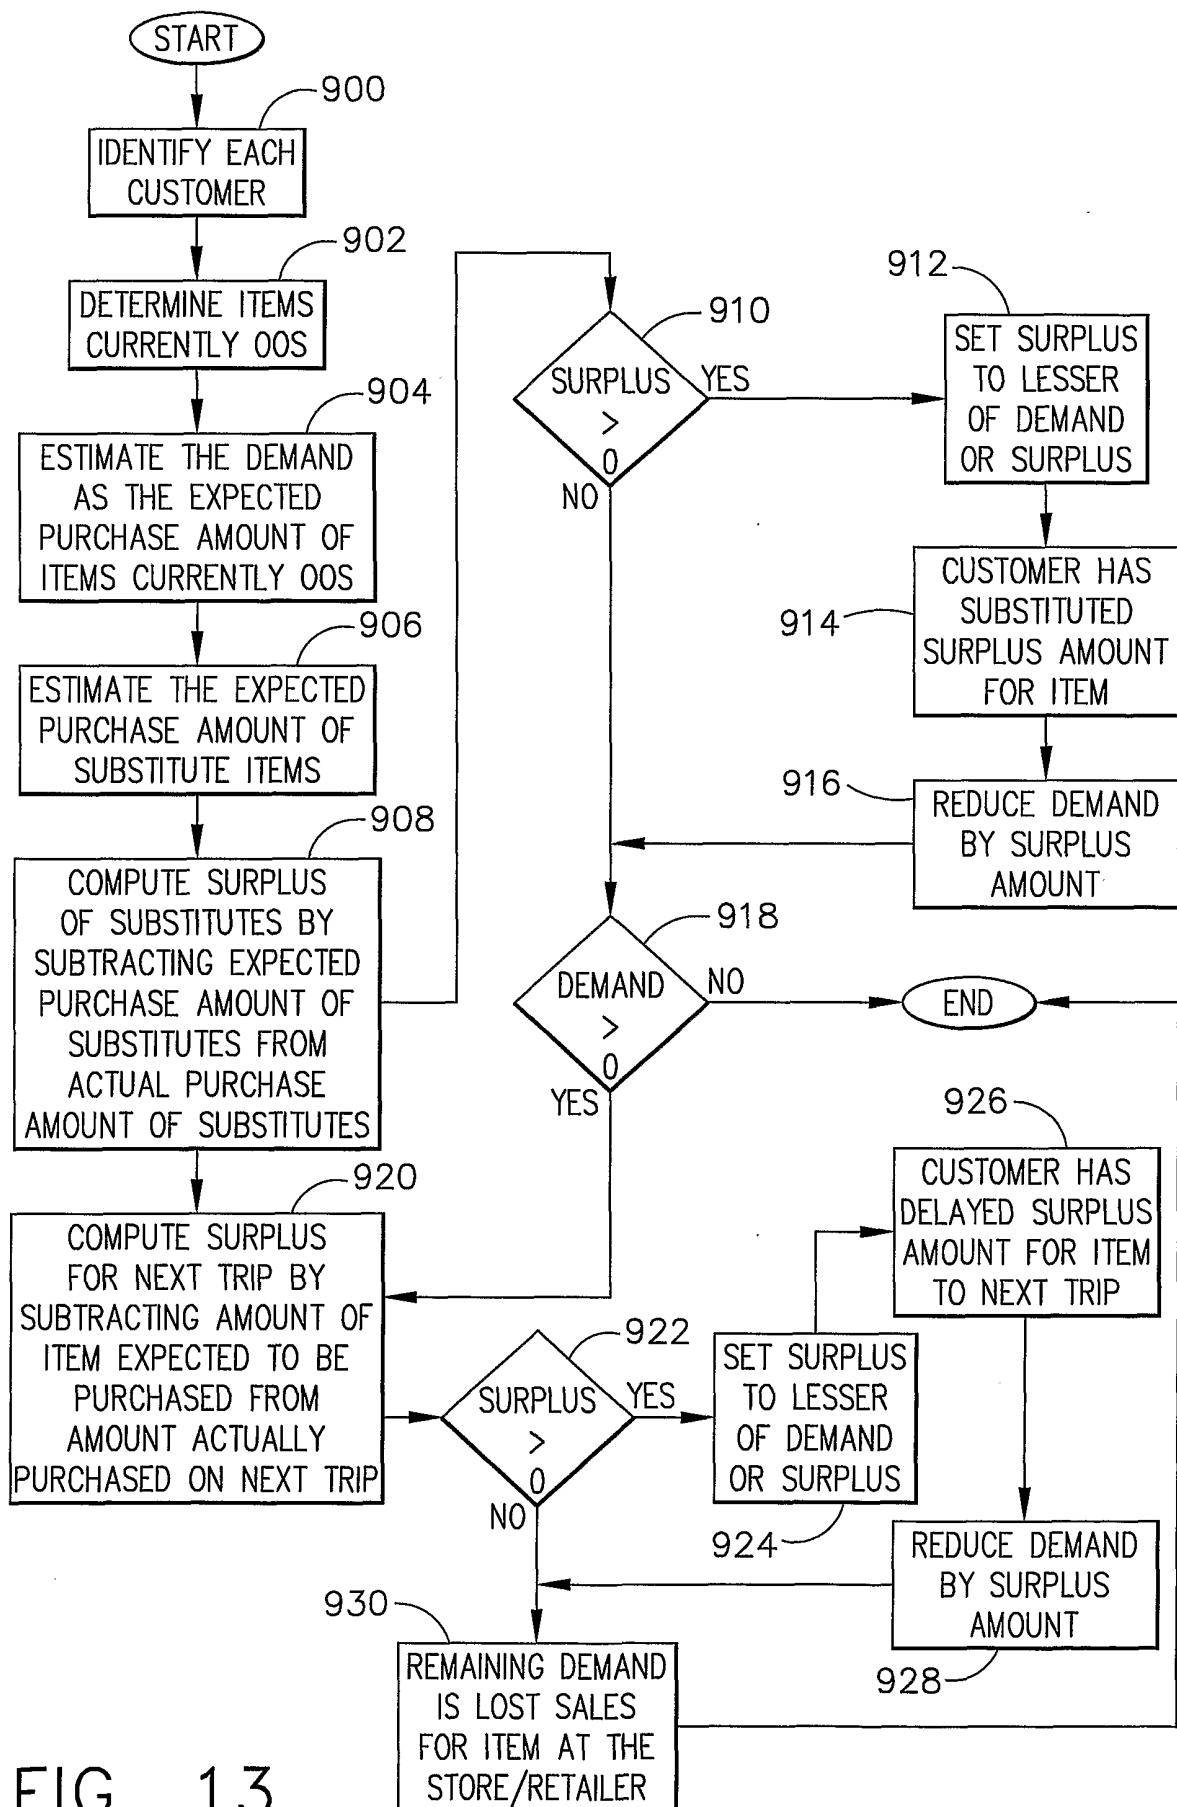 START
900
IDENTIFY EACH
CUSTOMER
902
DETERMINE ITEMS
CURRENTLY OOS
904
ESTIMATE THE DEMAND
AS THE EXPECTED
PURCHASE AMOUNT OF
ITEMS CURRENTLY OOS
906
ESTIMATE THE EXPECTED
PURCHASE AMOUNT OF
SUBSTITUTE ITEMS
908
COMPUTE SURPLUS
OF SUBSTITUTES BY
SUBTRACTING EXPECTED
PURCHASE AMOUNT OF
SUBSTITUTES FROM
ACTUAL PURCHASE
AMOUNT OF SUBSTITUTES
910
SURPLUS
>
0
YES
NO
912
SET SURPLUS
TO LESSER
OF DEMAND
OR SURPLUS
914
CUSTOMER HAS
SUBSTITUTED
SURPLUS AMOUNT
FOR ITEM
916
REDUCE DEMAND
BY SURPLUS
AMOUNT
918
DEMAND
>
0
NO
YES
END
920
COMPUTE SURPLUS
FOR NEXT TRIP BY
SUBTRACTING AMOUNT OF
ITEM EXPECTED TO BE
PURCHASED FROM
AMOUNT ACTUALLY
PURCHASED ON NEXT TRIP
922
SURPLUS
>
0
YES
NO
SET SURPLUS
TO LESSER
OF DEMAND
OR SURPLUS
924
926
CUSTOMER HAS
DELAYED SURPLUS
AMOUNT FOR ITEM
TO NEXT TRIP
REDUCE DEMAND
BY SURPLUS
AMOUNT
928
930
REMAINING DEMAND
IS LOST SALES
FOR ITEM AT THE
STORE/RETAILER
FIG. 13